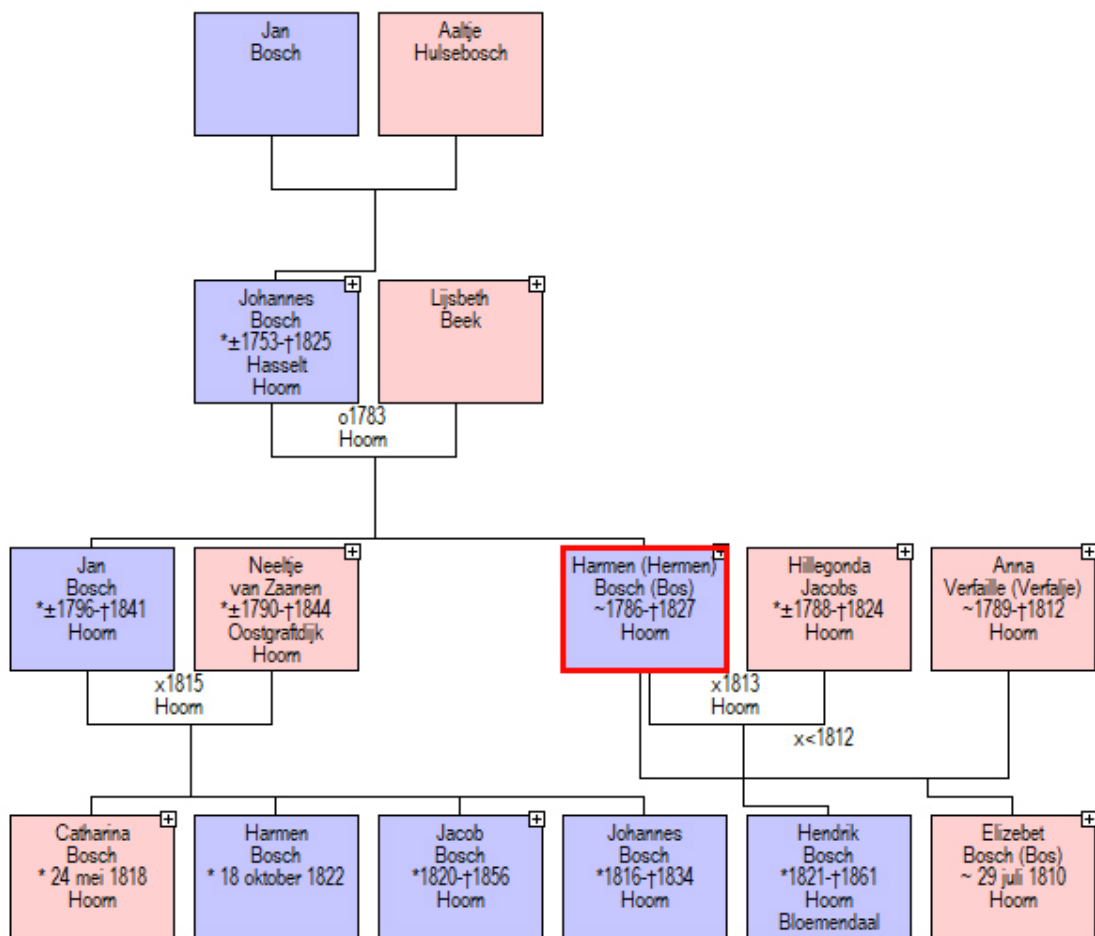 Jan
Bosch
Aaltje
Hulsebosch
Johannes
Bosch
*±1753-†1825
Hasselt
Hoorn
Lijsbeth
Beek
o1783
Hoorn
Jan
Bosch
*±1796-†1841
Hoorn
Neeltje
van Zaanen
*±1790-†1844
Oostgraftdijk
Hoorn
Harmen (Hermen)
Bosch (Bos)
~1786-†1827
Hoorn
Hillegonda
Jacobs
*±1788-†1824
Hoorn
Anna
Verfaille (Verfalje)
~1789-†1812
Hoorn
x1815
Hoorn
x1813
Hoorn
x<1812
Catharina
Bosch
* 24 mei 1818
Hoorn
Harmen
Bosch
* 18 oktober 1822
Jacob
Bosch
*1820-†1856
Hoorn
Johannes
Bosch
*1816-†1834
Hoorn
Hendrik
Bosch
*1821-†1861
Hoorn
Bloemendaal
Elizebet
Bosch (Bos)
~ 29 juli 1810
Hoorn